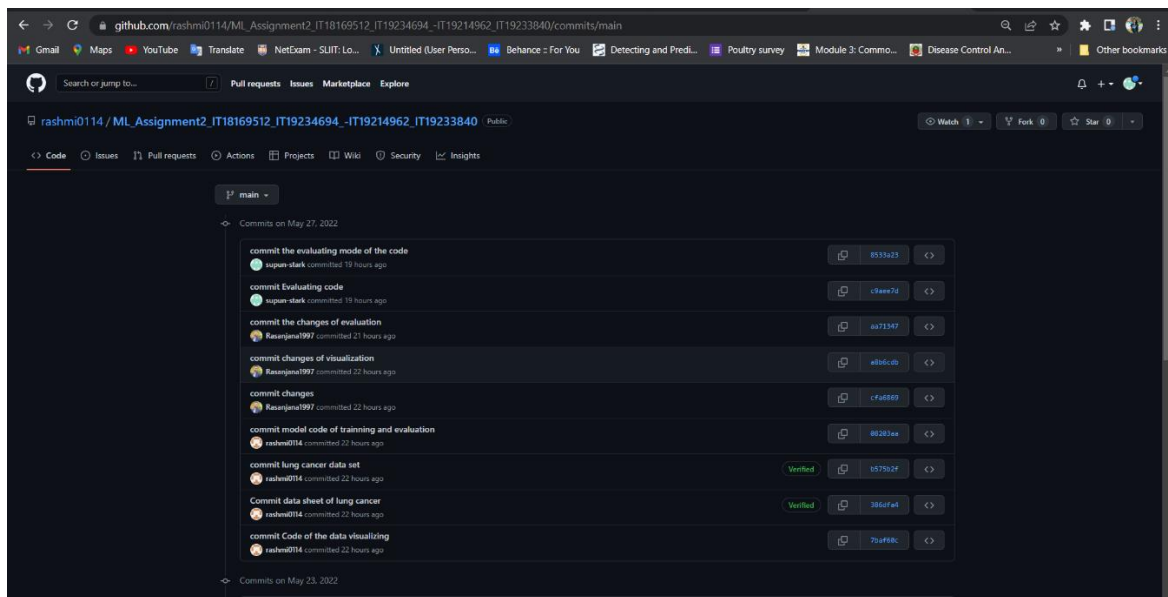 github.com/rashmi0114/ML_Assignment2_IT18169512_IT19234694_-IT19214962_IT19233840/commits/main
Gmail Maps YouTube Translate NetExam - SLIIT: Lo... Untitled (User Perso... Behance :: For You Detecting and Predi... Poultry survey Module 3: Commo... Disease Control An... » Other bookmarks
Search or jump to... / Pull requests Issues Marketplace Explore
rashmi0114 / ML_Assignment2_IT18169512_IT19234694_-IT19214962_IT19233840 Public Watch 1 Fork 0 Star 0
Code Issues Pull requests Actions Projects Wiki Security Insights
main
Commits on May 27, 2022
commit the evaluating mode of the code
supun-stark committed 19 hours ago 8533a23
commit Evaluating code
supun-stark committed 19 hours ago c9aee7d
commit the changes of evaluation
Rasanjana1997 committed 21 hours ago aa71347
commit changes of visualization
Rasanjana1997 committed 22 hours ago a0b6cdb
commit changes
Rasanjana1997 committed 22 hours ago cfa6869
commit model code of trainning and evaluation
rashmi0114 committed 22 hours ago 08203ea
commit lung cancer data set
rashmi0114 committed 22 hours ago Verified b575b2f
Commit data sheet of lung cancer
rashmi0114 committed 22 hours ago Verified
commit Code of the data visualizing
rashmi0114 committed 22 hours ago
Commits on May 23, 2022